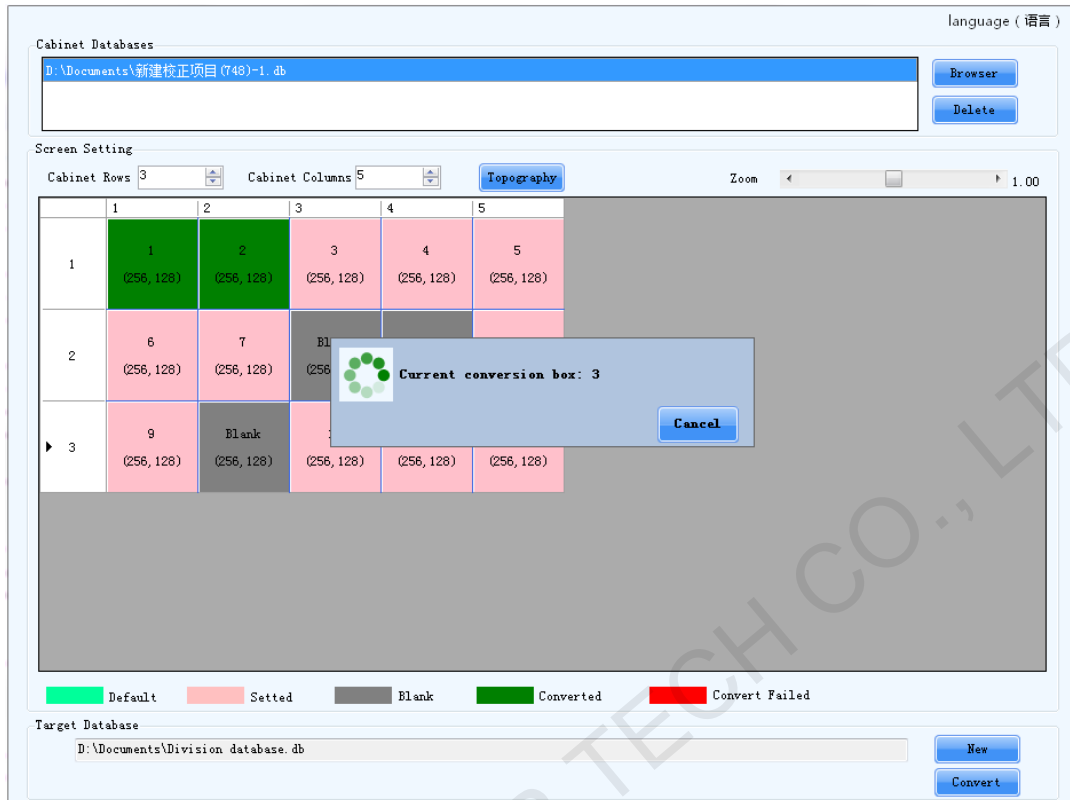 language ( 语言 )
Cabinet Databases
D:\Documents\新建校正项目(748)-1.db
Browser
Delete
Screen Setting
Cabinet Rows 3 Cabinet Columns 5 Topography Zoom 1.00
1 2 3 4 5
1 2 3 4 5
1
(256, 128) (256, 128) (256, 128) (256, 128) (256, 128)
6 7 Bl
2
(256, 128) (256, 128) (256
Current conversion box: 3
Cancel
9 Blank
3
(256, 128) (256, 128) (256, 128) (256, 128) (256, 128)
Default Setted Blank Converted Convert Failed
Target Database
D:\Documents\Division database.db
New
Convert
TECH CO., LT